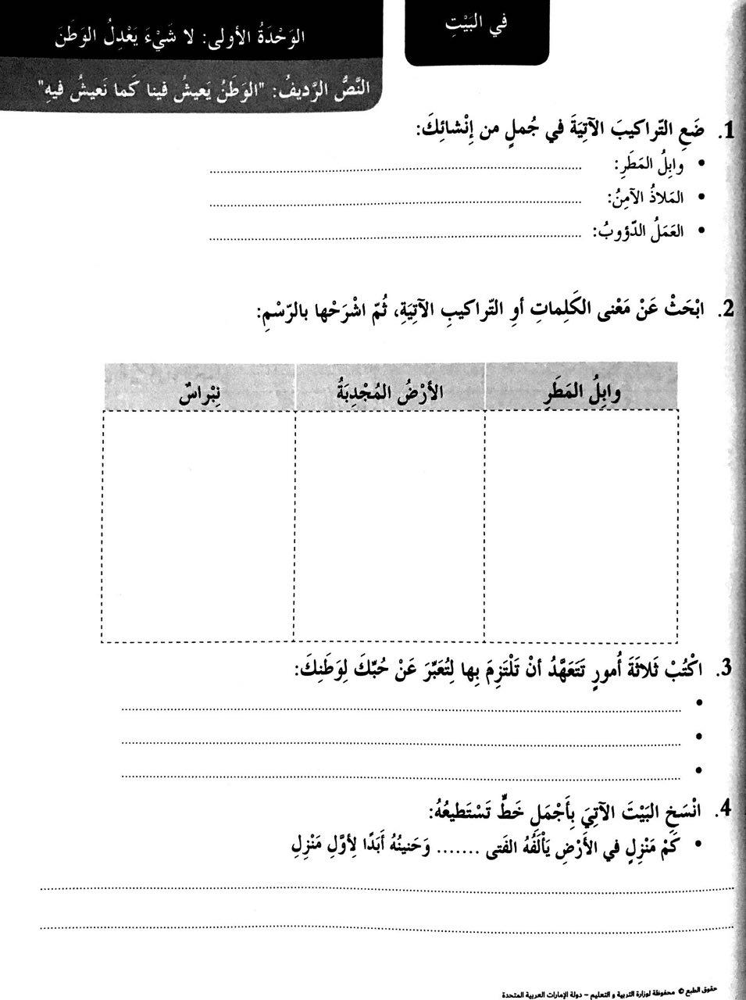 في البَيْتِ
الوَحْدَةُ الأولى: لا شَيْءَ يَعْدِلُ الوَطَنَ
النَّصُّ الرَّديفُ: "الوَطَنُ يَعيشُ فينا كَما نَعيشُ فيهِ"
1. ضَعِ التّراكيبَ الآتِيَةَ في جُملٍ من إنْشائِكَ:
• وابِلُ المَطَرِ: ........................
• المَلاذُ الآمِنُ: ........................
• العَمَلُ الدّؤوبُ: ........................
2. ابْحَثْ عَنْ مَعْنى الكَلِماتِ أوِ التّراكيبِ الآتِيَةِ، ثُمّ اشْرَحْها بالرّسْمِ:
وابِلُ المَطَرِ
الأرْضُ المُجْدِبَةُ
نِبْراسٌ
3. اكْتُبْ ثَلاثَةَ أُمورٍ تَتَعَهَّدُ أنْ تَلْتَزِمَ بِها لِتُعَبِّرَ عَنْ حُبِّكَ لِوَطَنِكَ:
• ........................
• ........................
• ........................
4. انْسَخِ البَيْتَ الآتِيَ بِأَجْمَلِ خَطٍّ تَسْتَطيعُهُ:
• كَمْ مَنْزِلٍ في الأَرْضِ يَأْلَفُهُ الفَتى ....... وَحَنينُهُ أَبَدًا لِأوَّلِ مَنْزِلِ
حقوق الطبع © محفوظة لوزارة التربية و التعليم – دولة الإمارات العربية المتحدة